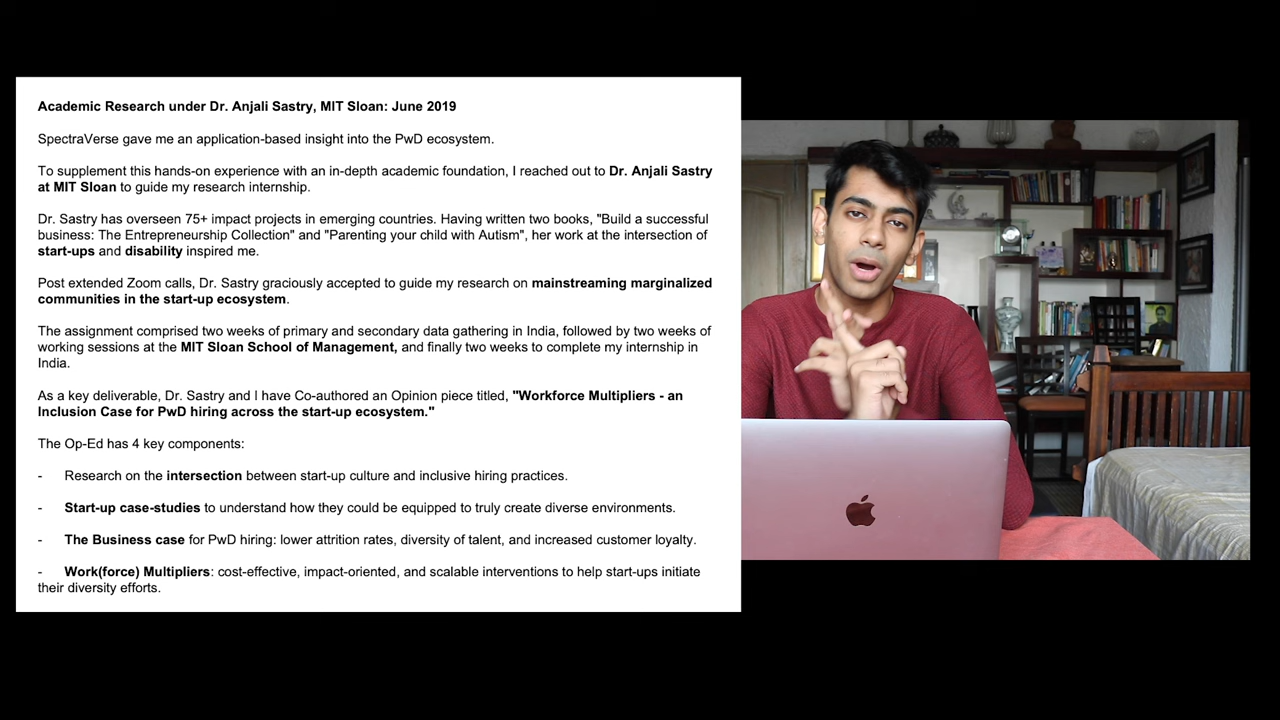 Academic Research under Dr. Anjali Sastry, MIT Sloan: June 2019
SpectraVerse gave me an application-based insight into the PwD ecosystem.
To supplement this hands-on experience with an in-depth academic foundation, I reached out to Dr. Anjali Sastry
at MIT Sloan to guide my research internship.
Dr. Sastry has overseen 75+ impact projects in emerging countries. Having written two books, "Build a successful
business: The Entrepreneurship Collection" and "Parenting your child with Autism", her work at the intersection of
start-ups and disability inspired me.
Post extended Zoom calls, Dr. Sastry graciously accepted to guide my research on mainstreaming marginalized
communities in the start-up ecosystem.
The assignment comprised two weeks of primary and secondary data gathering in India, followed by two weeks of
working sessions at the MIT Sloan School of Management, and finally two weeks to complete my internship in
India.
As a key deliverable, Dr. Sastry and I have Co-authored an Opinion piece titled, "Workforce Multipliers - an
Inclusion Case for PwD hiring across the start-up ecosystem."
The Op-Ed has 4 key components:
- Research on the intersection between start-up culture and inclusive hiring practices.
- Start-up case-studies to understand how they could be equipped to truly create diverse environments.
- The Business case for PwD hiring: lower attrition rates, diversity of talent, and increased customer loyalty.
- Work(force) Multipliers: cost-effective, impact-oriented, and scalable interventions to help start-ups initiate
their diversity efforts.